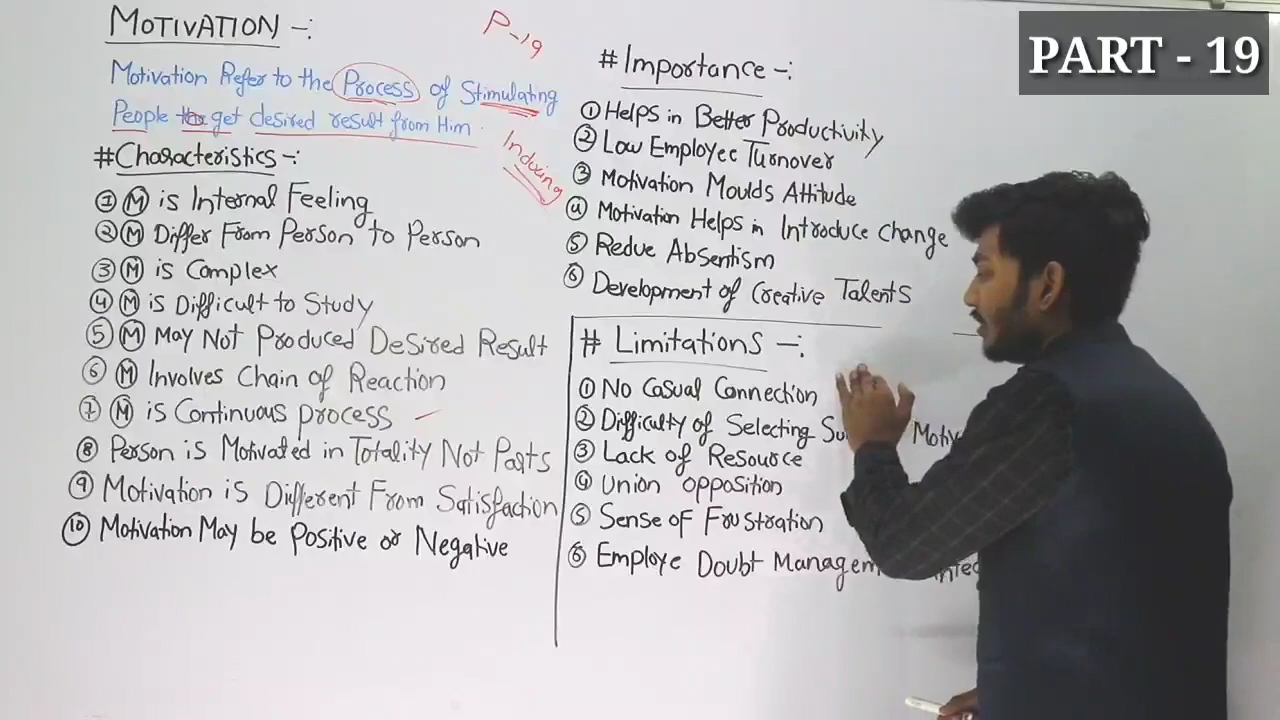 MOTIVATION -:
P-19
Motivation Refer to the Process of Stimulating
People to get desired result from Him.
Indoxing
#Characteristics-:
① Ⓜ is Internal Feeling
② Ⓜ Differ From Person to Person
③ Ⓜ is Complex
④ Ⓜ is Difficult to Study
⑤ Ⓜ May Not Produced Desired Result
⑥ Ⓜ Involves Chain of Reaction
⑦ Ⓜ is Continuous process
⑧ Person is Motivated in Totality Not Parts
⑨ Motivation is Different From Satisfaction
⑩ Motivation May be Positive or Negative
PART - 19
#Importance -:
① Helps in Better Productivity
② Low Employee Turnover
③ Motivation Moulds Attitude
④ Motivation Helps in Introduce Change
⑤ Redue Absentism
⑥ Development of Creative Talents
# Limitations -:
① No Casual Connection
② Difficulty of Selecting
③ Lack of Resource
④ Union opposition
⑤ Sense of Frustration
⑥ Employe Doubt